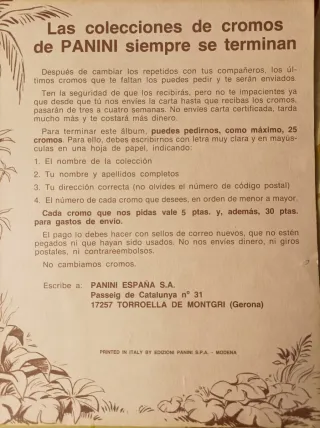 Las colecciones de cromos
de PANINI siempre se terminan
Después de cambiar los repetidos con tus compañeros, los úl-
timos cromos que te faltan los puedes pedir y te serán enviados.
Ten la seguridad de que los recibirás, pero no te impacientes ya
que desde que tú nos envíes la carta hasta que recibas los cromos,
pasarán de tres a cuatro semanas. No envíes carta certificada, tarda
mucho más y te costará más dinero.
Para terminar este álbum, puedes pedirnos, como máximo, 25
cromos. Para ello, debes escribirnos con letra muy clara y en mayús-
culas en una hoja de papel, indicando:
1. El nombre de la colección
2. Tu nombre y apellidos completos
3. Tu dirección correcta (no olvides el número de código postal)
4. El número de cada cromo que desees, en orden de menor a mayor.
Cada cromo que nos pidas vale 5 ptas. y, además, 30 ptas.
para gastos de envío.
El pago lo debes hacer con sellos de correo nuevos, que no estén
pegados ni que hayan sido usados. No nos envíes dinero, ni giros
postales, ni contrareembolsos.
No cambiamos cromos.
Escribe a: PANINI ESPAÑA S.A.
Passeig de Catalunya nº 31
17257 TORROELLA DE MONTGRI (Gerona)
PRINTED IN ITALY BY EDIZIONI PANINI S.P.A. - MODENA